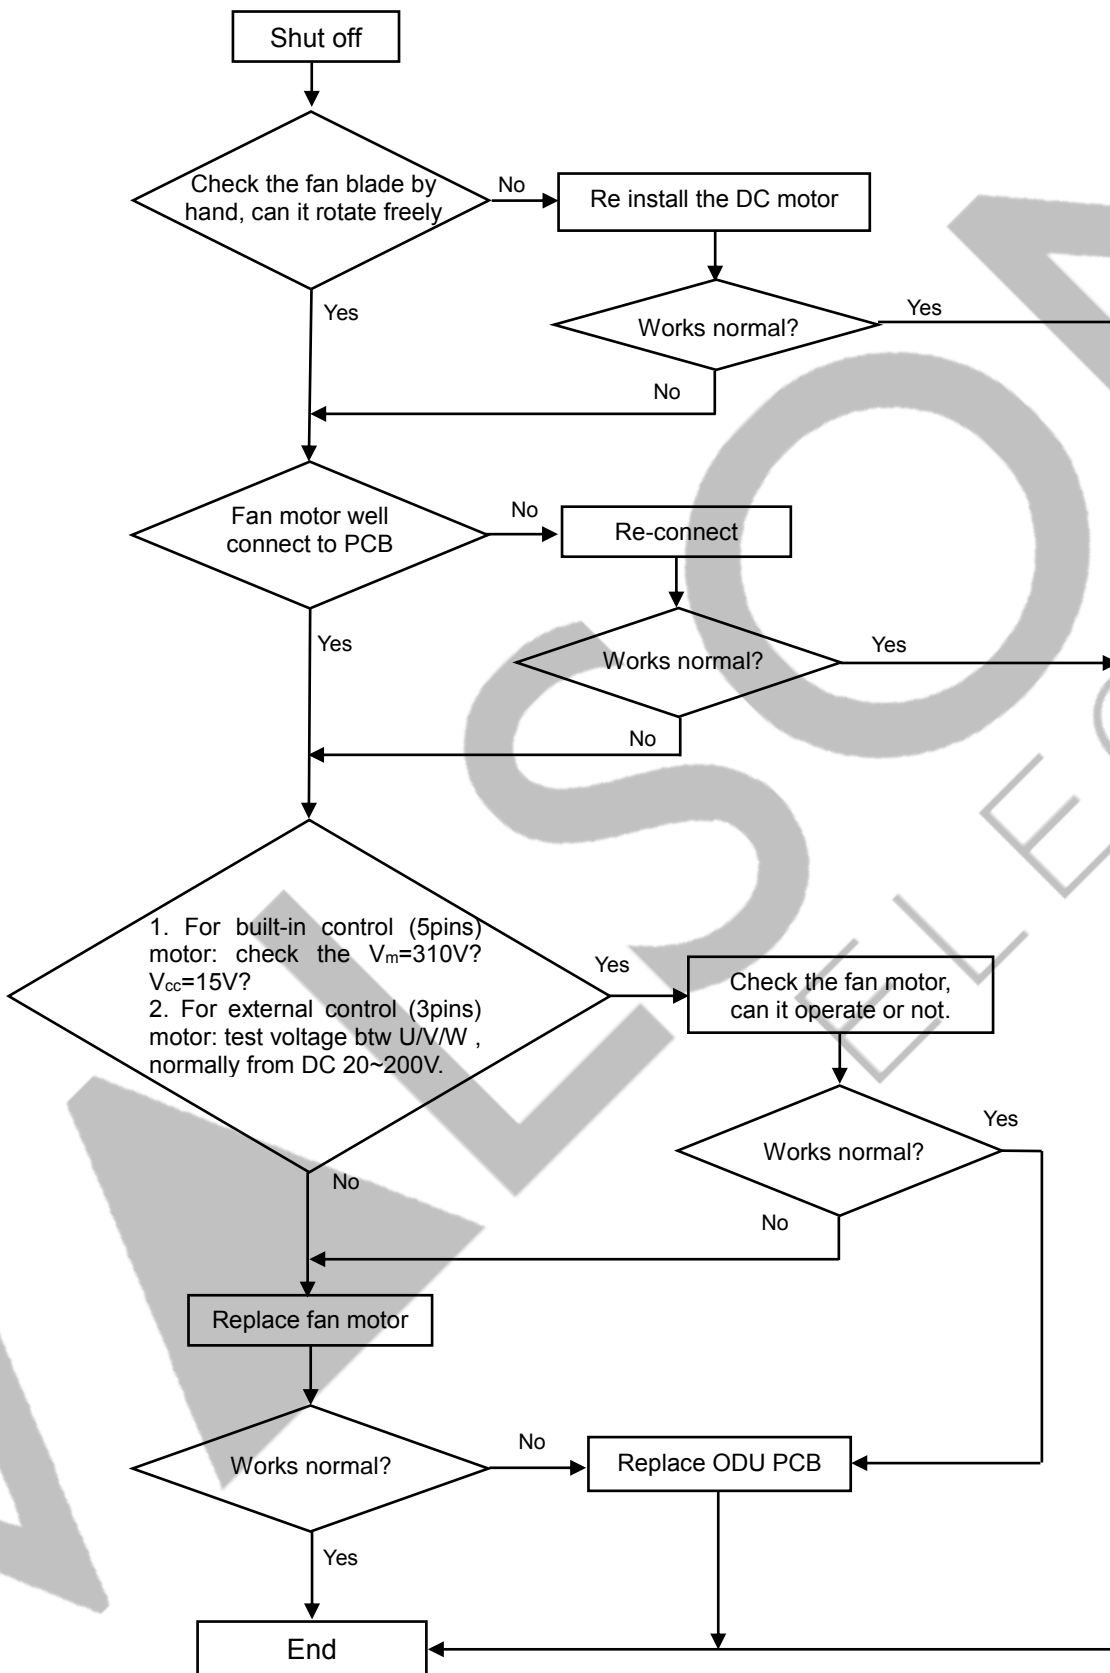 Shut off
Check the fan blade by
hand, can it rotate freely
No
Re install the DC motor
Yes
Works normal?
Yes
No
Fan motor well
connect to PCB
No
Re-connect
Yes
Works normal?
Yes
No
1. For built-in control (5pins)
motor: check the Vm=310V?
Vcc=15V?
2. For external control (3pins)
motor: test voltage btw U/V/W ,
normally from DC 20~200V.
Yes
Check the fan motor,
can it operate or not.
Works normal?
Yes
No
No
Replace fan motor
Works normal?
No
Replace ODU PCB
Yes
End